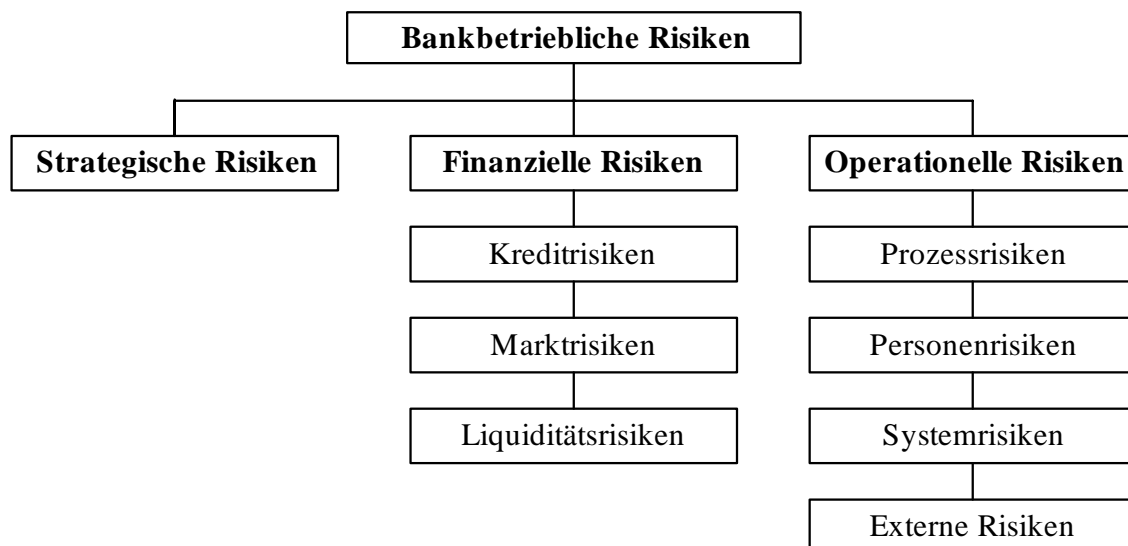 Bankbetriebliche Risiken
Strategische Risiken
Finanzielle Risiken
Operationelle Risiken
Kreditrisiken
Prozessrisiken
Marktrisiken
Personenrisiken
Liquiditätsrisiken
Systemrisiken
Externe Risiken